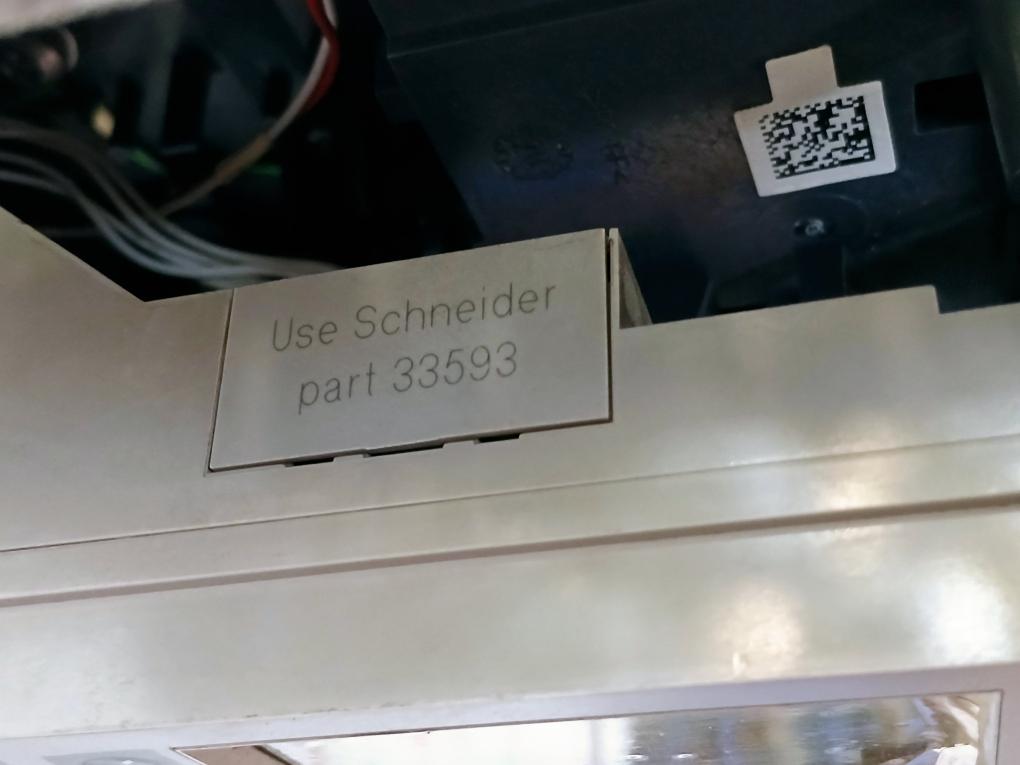 Use Schneider
part 33593